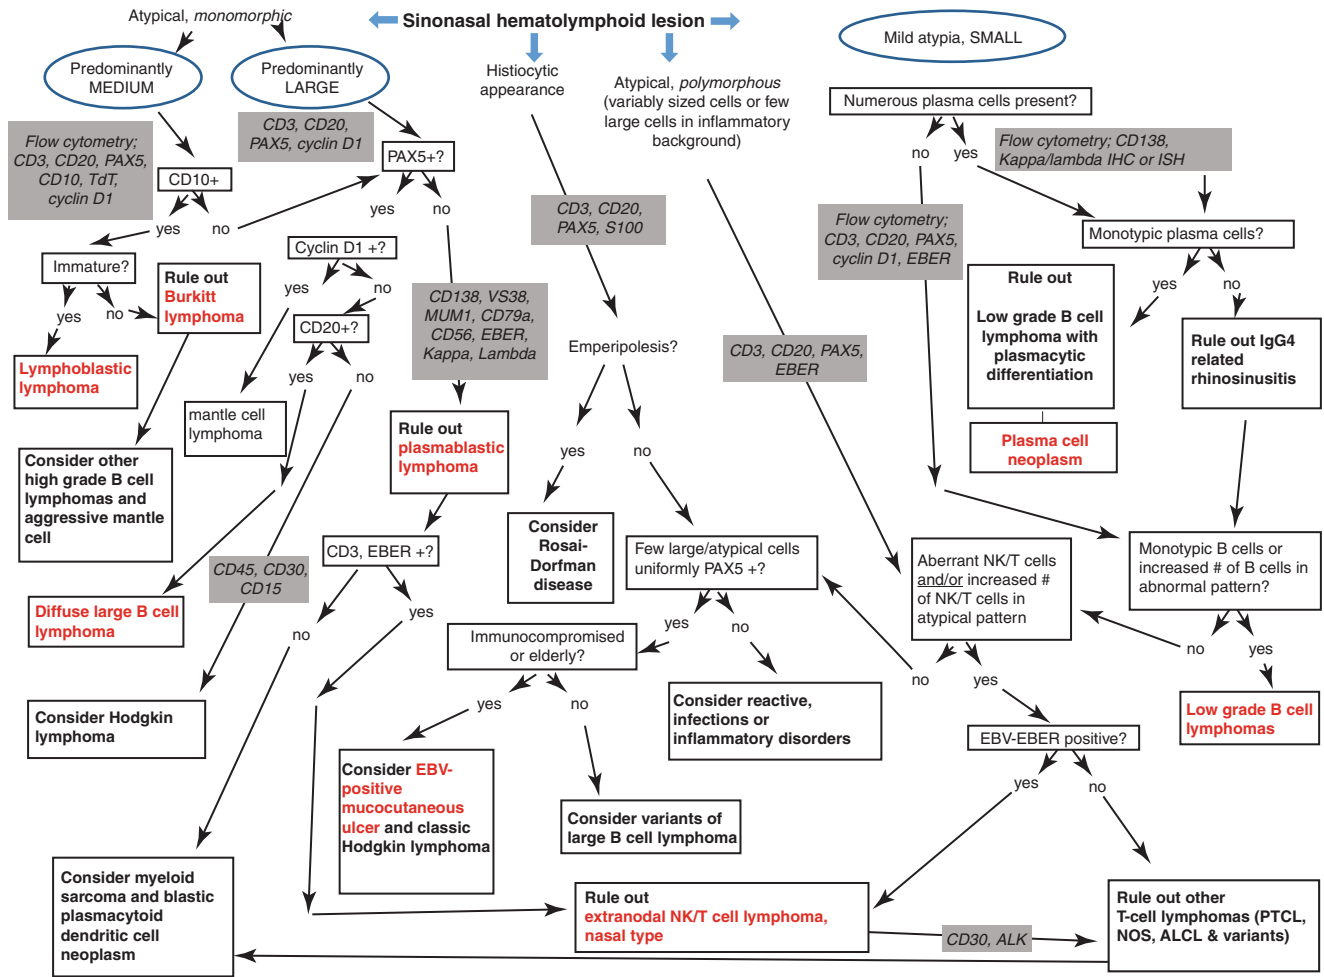 Atypical, monomorphic
Sinonasal hematolymphoid lesion
Mild atypia, SMALL
Predominantly
MEDIUM
Predominantly
LARGE
Histiocytic
appearance
Atypical, polymorphous
(variably sized cells or few
large cells in inflammatory
background)
Numerous plasma cells present?
no
yes
Flow cytometry; CD138,
Kappa/lambda IHC or ISH
Flow cytometry;
CD3, CD20, PAX5,
CD10, TdT,
cyclin D1
CD3, CD20,
PAX5, cyclin D1
PAX5+?
CD10+
yes
no
yes
no
Immature?
yes
no
Rule out
Burkitt
lymphoma
Lymphoblastic
lymphoma
Consider other
high grade B cell
lymphomas and
aggressive mantle
cell
Cyclin D1 +?
yes
no
CD20+?
yes
no
mantle cell
lymphoma
CD138, VS38,
MUM1, CD79a,
CD56, EBER,
Kappa, Lambda
Rule out
plasmablastic
lymphoma
CD3, EBER +?
no
yes
CD45, CD30,
CD15
Diffuse large B cell
lymphoma
Consider Hodgkin
lymphoma
Consider myeloid
sarcoma and blastic
plasmacytoid
dendritic cell
neoplasm
CD3, CD20,
PAX5, S100
Emperipolesis?
yes
no
Consider
Rosai-
Dorfman
disease
Few large/atypical cells
uniformly PAX5 +?
yes
no
Immunocompromised
or elderly?
yes
no
Consider reactive,
infections or
inflammatory disorders
Consider EBV-
positive
mucocutaneous
ulcer and classic
Hodgkin lymphoma
Consider variants of
large B cell lymphoma
CD3, CD20, PAX5,
EBER
Flow cytometry;
CD3, CD20, PAX5,
cyclin D1, EBER
Monotypic plasma cells?
yes
no
Rule out
Low grade B cell
lymphoma with
plasmacytic
differentiation
Plasma cell
neoplasm
Rule out IgG4
related
rhinosinusitis
Aberrant NK/T cells
and/or increased #
of NK/T cells in
atypical pattern
no
yes
Monotypic B cells or
increased # of B cells in
abnormal pattern?
no
yes
Low grade B cell
lymphomas
EBV-EBER positive?
yes
no
Rule out
extranodal NK/T cell lymphoma,
nasal type
CD30, ALK
Rule out other
T-cell lymphomas (PTCL,
NOS, ALCL & variants)